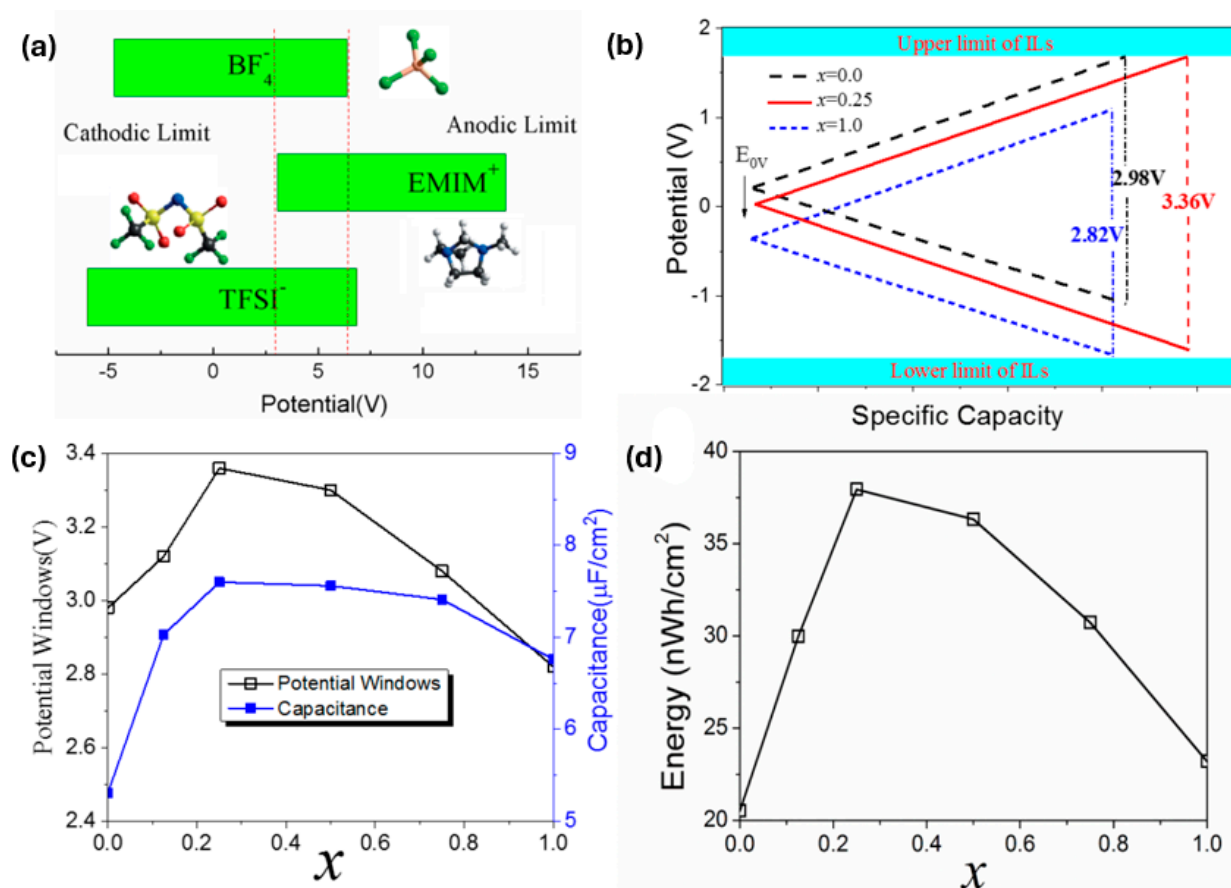 (a)
BF4-
Cathodic Limit
Anodic Limit
EMIM+
TFSI-
-5
0
5
10
15
Potential(V)
(b)
Upper limit of ILs
x=0.0
x=0.25
x=1.0
E0V
2.98V
3.36V
2.82V
Lower limit of ILs
2
1
0
-1
-2
Potential (V)
Specific Capacity
(c)
3.4
3.2
3.0
2.8
2.6
2.4
Potential Windows(V)
Potential Windows
Capacitance
9
8
7
6
5
Capacitance(μF/cm2)
0.0 0.2 0.4 0.6 0.8 1.0
x
(d)
40
35
30
25
20
Energy (nWh/cm2)
0.0 0.2 0.4 0.6 0.8 1.0
x